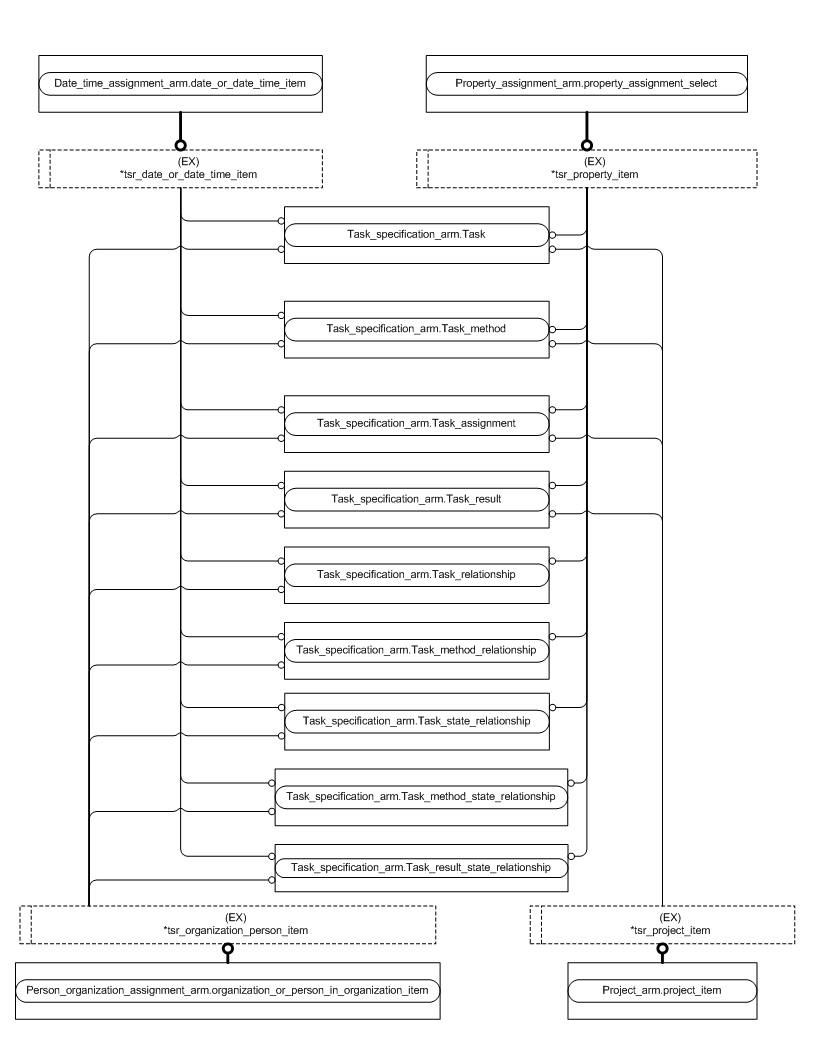 Date_time_assignment_arm.date_or_date_time_item
Property_assignment_arm.property_assignment_select
(EX)
*tsr_date_or_date_time_item
(EX)
*tsr_property_item
Task_specification_arm.Task
Task_specification_arm.Task_method
Task_specification_arm.Task_assignment
Task_specification_arm.Task_result
Task_specification_arm.Task_relationship
Task_specification_arm.Task_method_relationship
Task_specification_arm.Task_state_relationship
Task_specification_arm.Task_method_state_relationship
Task_specification_arm.Task_result_state_relationship
(EX)
*tsr_organization_person_item
(EX)
*tsr_project_item
Person_organization_assignment_arm.organization_or_person_in_organization_item
Project_arm.project_item